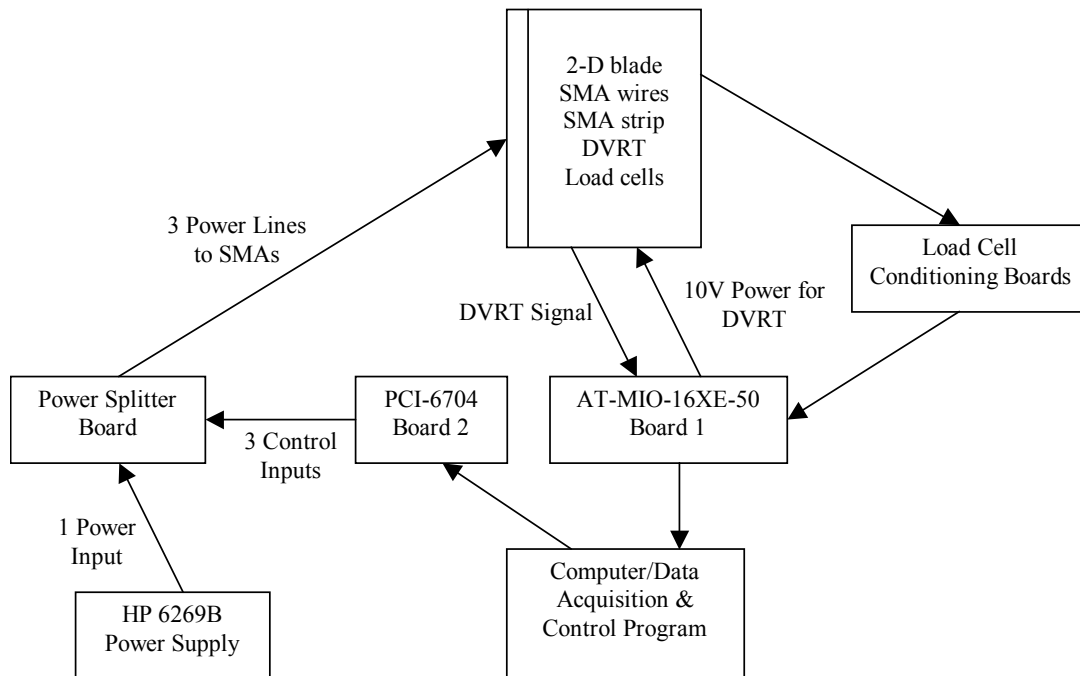 2-D blade
SMA wires
SMA strip
DVRT
Load cells
3 Power Lines
to SMAs
Load Cell
Conditioning Boards
DVRT Signal
10V Power for
DVRT
Power Splitter
Board
3 Control
Inputs
PCI-6704
Board 2
AT-MIO-16XE-50
Board 1
1 Power
Input
HP 6269B
Power Supply
Computer/Data
Acquisition &
Control Program